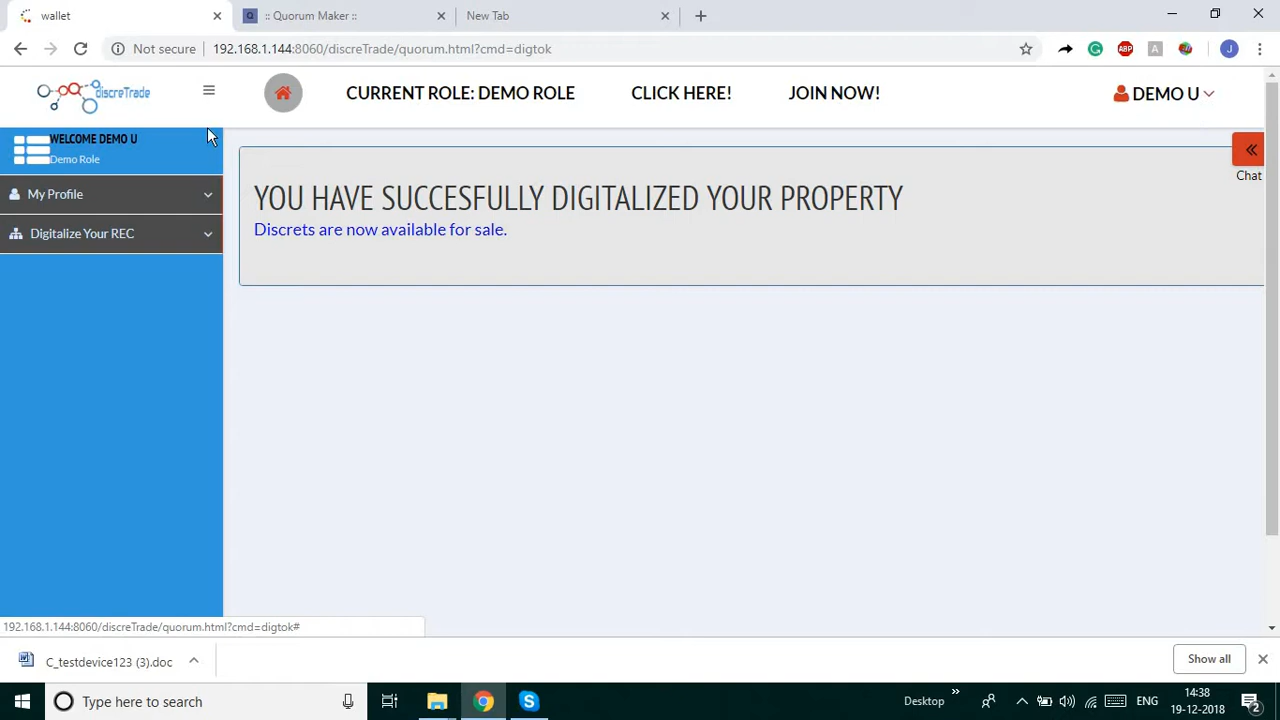 wallet
:: Quorum Maker ::
New Tab
Not secure
192.168.1.144:8060/discreTrade/quorum.html?cmd=digtok
ABP
A
J
discreTrade
CURRENT ROLE: DEMO ROLE
CLICK HERE!
JOIN NOW!
DEMO U
WELCOME DEMO U
Demo Role
My Profile
Digitalize Your REC
YOU HAVE SUCCESFULLY DIGITALIZED YOUR PROPERTY
Discrets are now available for sale.
Chat
192.168.1.144:8060/discreTrade/quorum.html?cmd=digtok#
C_testdevice123 (3).doc
Show all
Type here to search
Desktop
ENG
14:38
19-12-2018
2